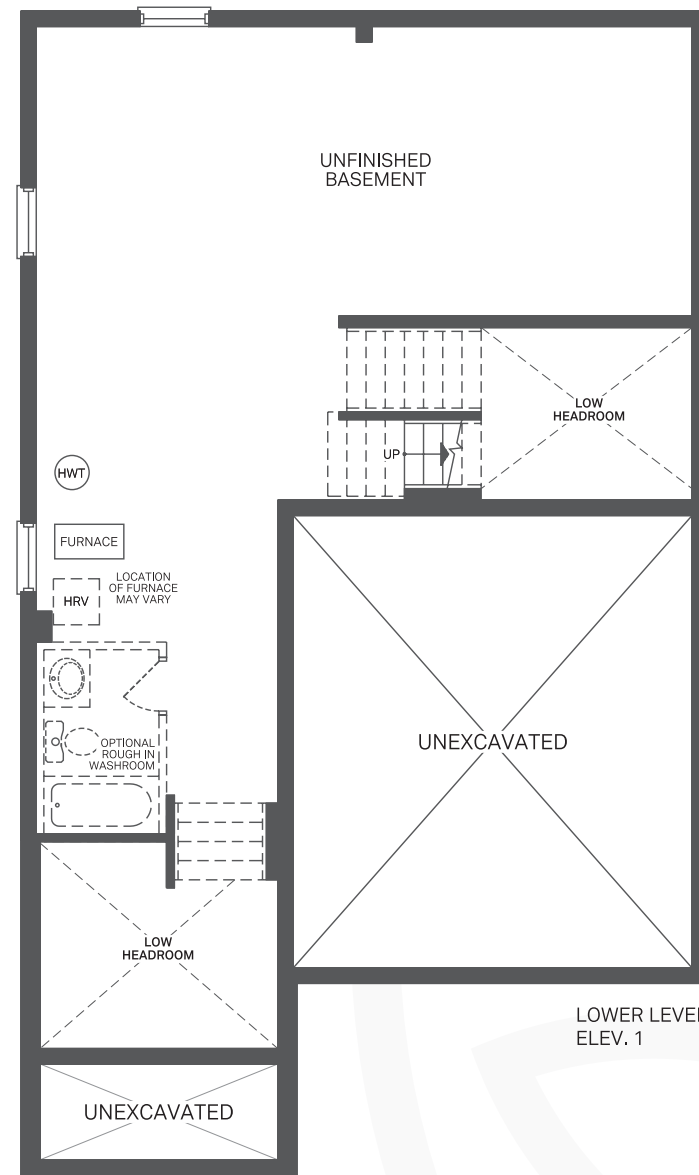 UNFINISHED
BASEMENT
LOW
HEADROOM
UP
HWT
FURNACE
HRV
LOCATION
OF FURNACE
MAY VARY
OPTIONAL
ROUGH IN
WASHROOM
UNEXCAVATED
LOW
HEADROOM
LOWER LEVEL
ELEV. 1
UNEXCAVATED